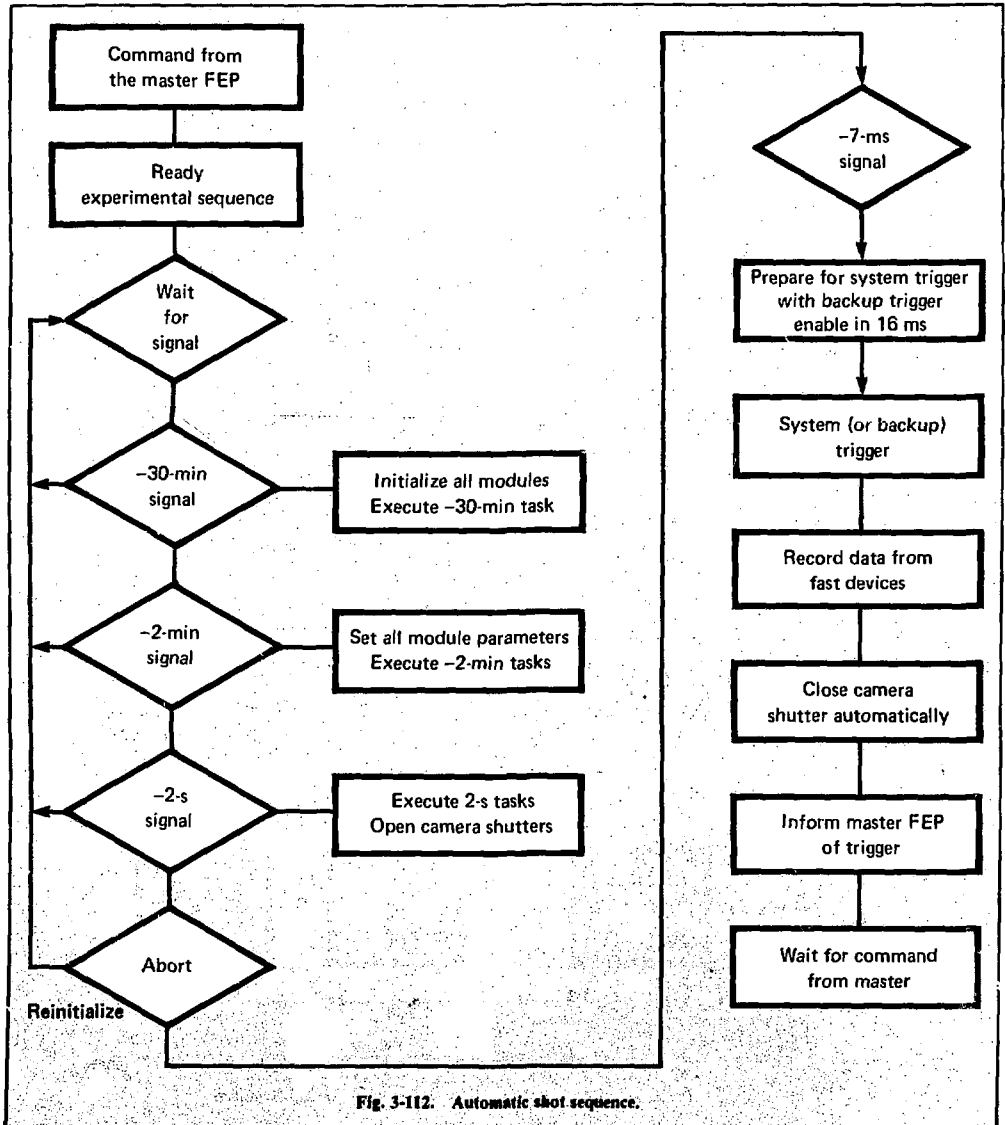 Command from
the master FEP
Ready
experimental sequence
Wait
for
signal
–30-min
signal
Initialize all modules
Execute –30-min task
–2-min
signal
Set all module parameters
Execute –2-min tasks
–2-s
signal
Execute 2-s tasks
Open camera shutters
Abort
Reinitialize
–7-ms
signal
Prepare for system trigger
with backup trigger
enable in 16 ms
System (or backup)
trigger
Record data from
fast devices
Close camera
shutter automatically
Inform master FEP
of trigger
Wait for command
from master
Fig. 3-112. Automatic shot sequence.